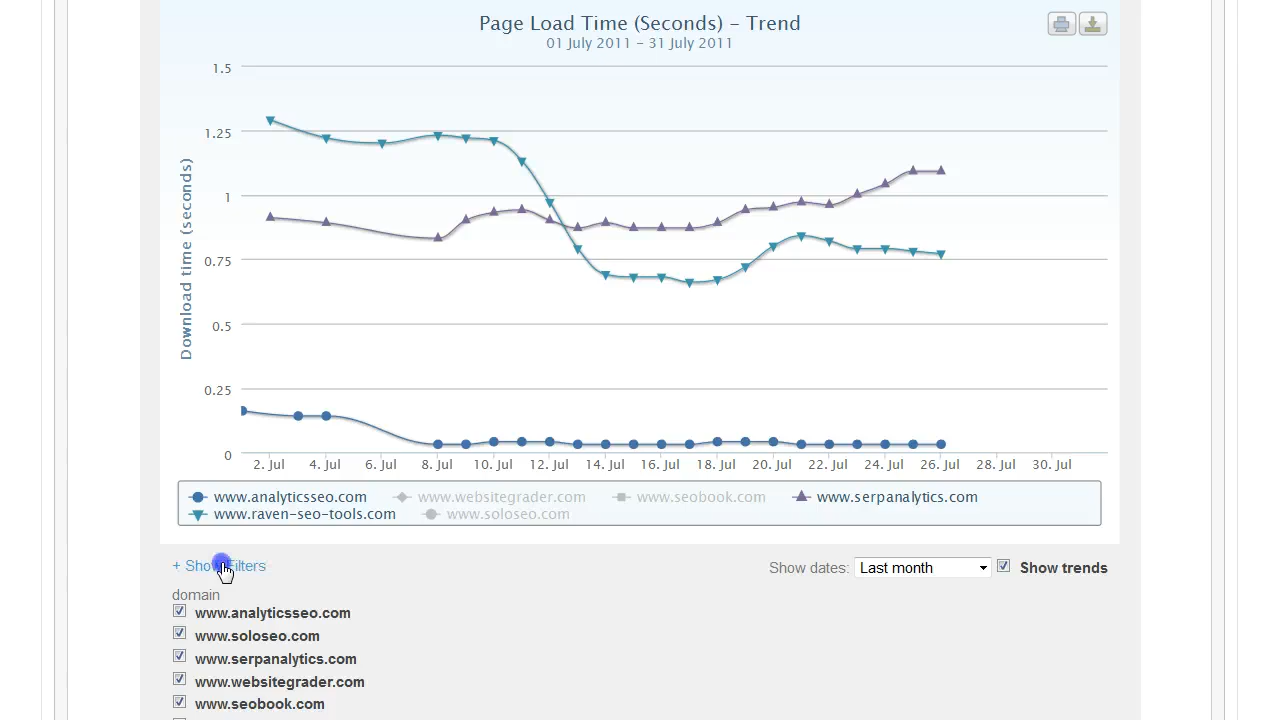 Page Load Time (Seconds) – Trend
01 July 2011 – 31 July 2011
1.5
1.25
1
0.75
0.5
0.25
0
Download time (seconds)
2. Jul 4. Jul 6. Jul 8. Jul 10. Jul 12. Jul 14. Jul 16. Jul 18. Jul 20. Jul 22. Jul 24. Jul 26. Jul 28. Jul 30. Jul
www.analyticsseo.com www.websitegrader.com www.seobook.com www.serpanalytics.com
www.raven-seo-tools.com www.soloseo.com
+ Show Filters Show dates: Last month Show trends
domain
www.analyticsseo.com
www.soloseo.com
www.serpanalytics.com
www.websitegrader.com
www.seobook.com